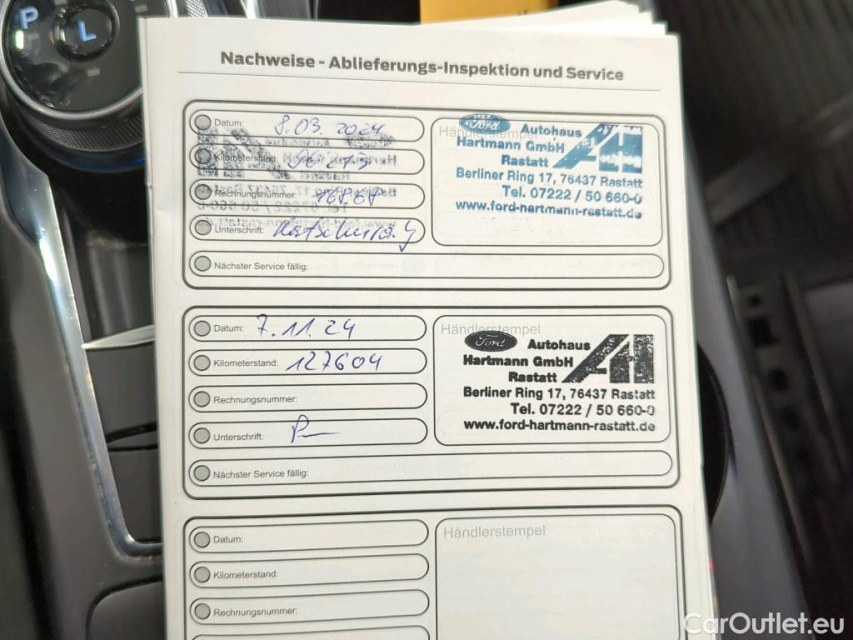 P
L
Nachweise - Ablieferungs-Inspektion und Service
Datum: 8.03. 2024
Kilometerstand:
Rechnungsnummer:
Unterschrift:
Nächster Service fällig:
Händlerstempel
Ford Autohaus
Hartmann GmbH
Rastatt
Berliner Ring 17, 76437 Rastatt
Tel. 07222 / 50 660-0
www.ford-hartmann-rastatt.de
Datum: 7.11.24
Kilometerstand: 127604
Rechnungsnummer:
Unterschrift:
Nächster Service fällig:
Händlerstempel
Ford Autohaus
Hartmann GmbH
Rastatt
Berliner Ring 17, 76437 Rastatt
Tel. 07222 / 50 660-0
www.ford-hartmann-rastatt.de
Datum:
Kilometerstand:
Rechnungsnummer:
Händlerstempel
CarOutlet.eu